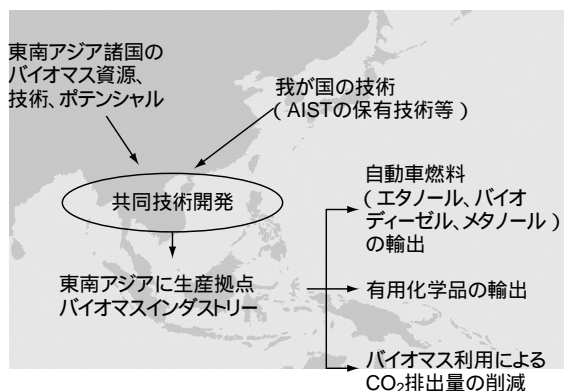 東南アジア諸国の
バイオマス資源、
技術、ポテンシャル
我が国の技術
（AISTの保有技術等）
共同技術開発
東南アジアに生産拠点
バイオマスインダストリー
自動車燃料
（エタノール、バイオ
ディーゼル、メタノール）
の輸出
有用化学品の輸出
バイオマス利用による
CO₂排出量の削減